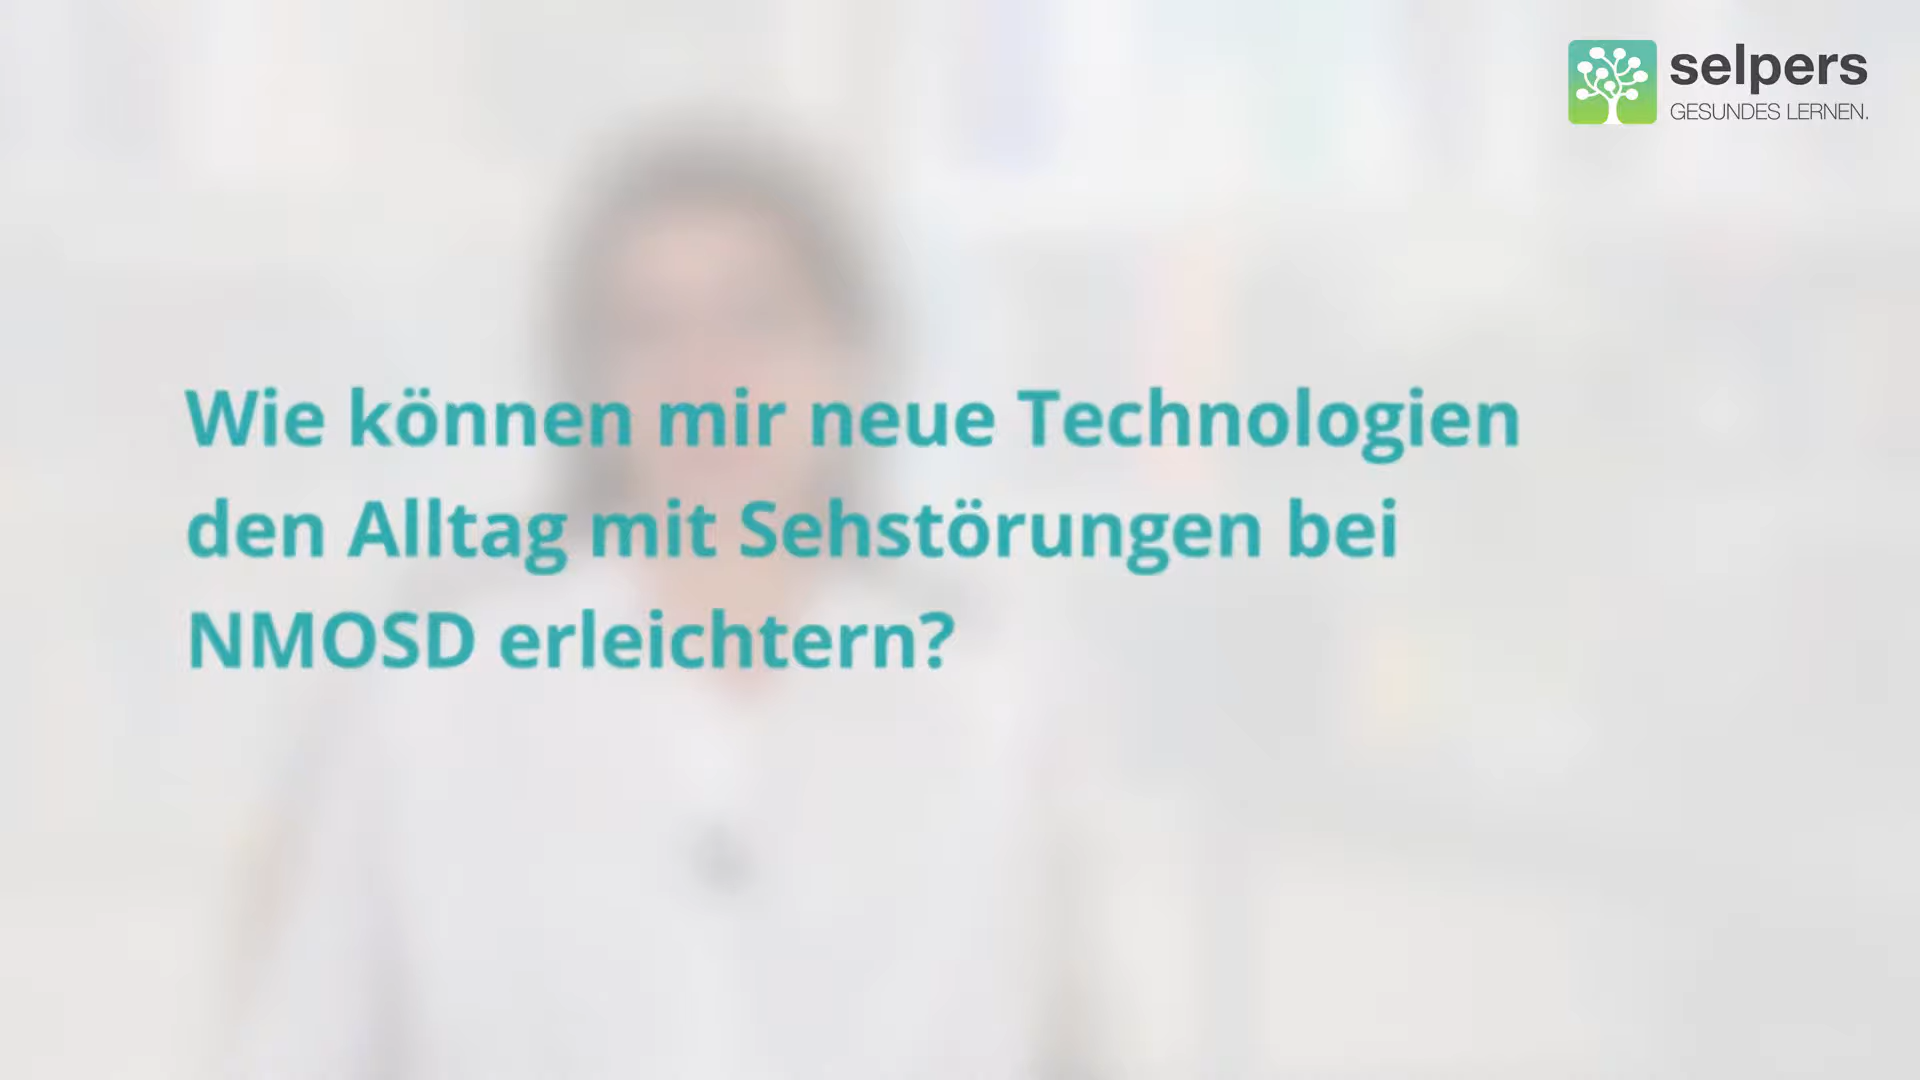 selpers
GESUNDES LERNEN.
Wie können mir neue Technologien
den Alltag mit Sehstörungen bei
NMOSD erleichtern?